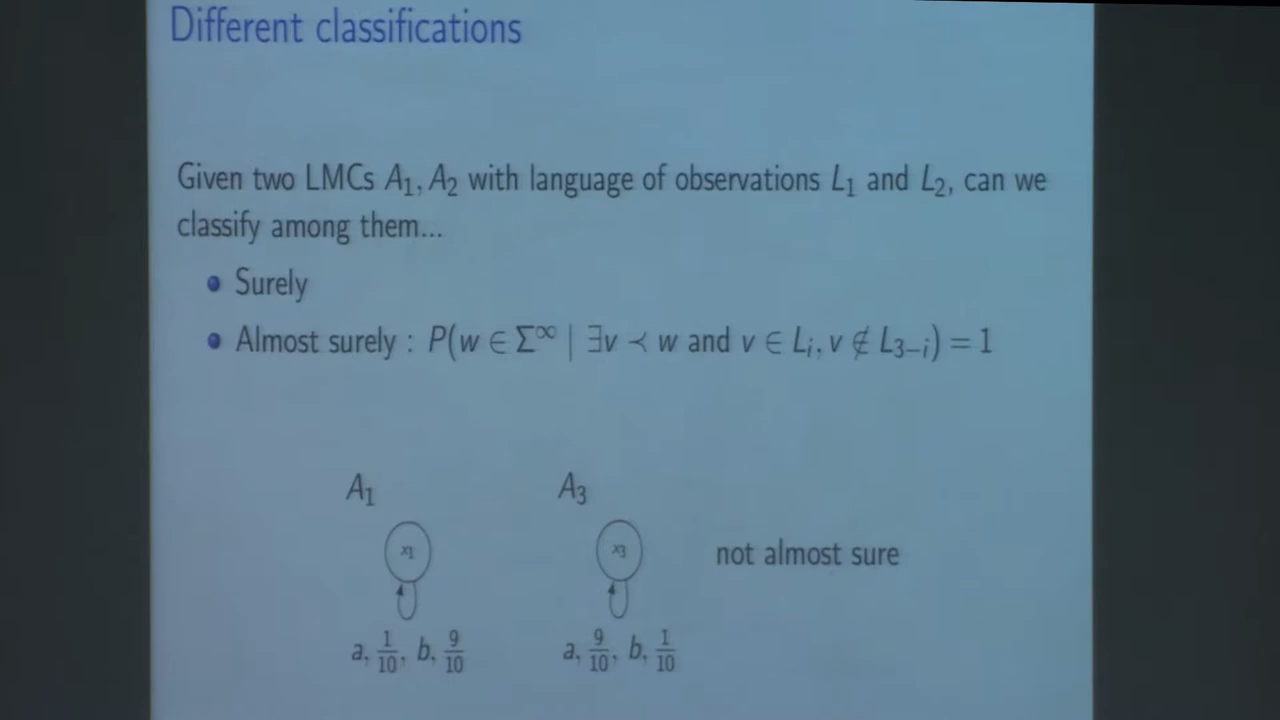 Different classifications
Given two LMCs A₁, A₂ with language of observations L₁ and L₂, can we
classify among them...
• Surely
• Almost surely : P(w ∈ Σ^∞ | ∃v ≺ w and v ∈ Lᵢ, v ∉ L₃₋ᵢ) = 1
A₁ A₃
x₁ x₃ not almost sure
a, 1/10, b, 9/10 a, 9/10, b, 1/10